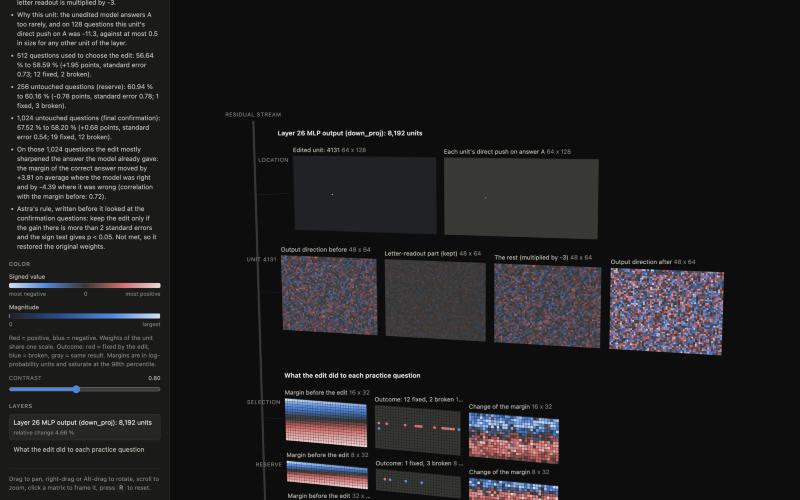 letter readout is multiplied by −3.
• Why this unit: the unedited model answers A
too rarely, and on 128 questions this unit's
direct push on A was −11.3, against at most 0.5
in size for any other unit of the layer.
• 512 questions used to choose the edit: 56.64
% to 58.59 % (+1.95 points, standard error
0.73; 12 fixed, 2 broken).
• 256 untouched questions (reserve): 60.94 %
to 60.16 % (−0.78 points, standard error 0.78; 1
fixed, 3 broken).
• 1,024 untouched questions (final confirmation):
57.52 % to 58.20 % (+0.68 points, standard
error 0.54; 19 fixed, 12 broken).
• On those 1,024 questions the edit mostly
sharpened the answer the model already gave:
the margin of the correct answer moved by
+3.81 on average where the model was right
and by −4.39 where it was wrong (correlation
with the margin before: 0.72).
• Astra's rule, written before it looked at the
confirmation questions: keep the edit only if
the gain there is more than 2 standard errors
and the sign test gives p < 0.05. Not met, so it
restored the original weights.
COLOR
Signed value
most negative 0 most positive
Magnitude
0 largest
Red = positive, blue = negative. Weights of the unit
share one scale. Outcome: red = fixed by the edit,
blue = broken, gray = same result. Margins are in log-
probability units and saturate at the 98th percentile.
CONTRAST 0.80
LAYERS
Layer 26 MLP output (down_proj): 8,192 units
relative change 4.66 %
What the edit did to each practice question
Drag to pan, right-drag or Alt-drag to rotate, scroll to
zoom, click a matrix to frame it, press R to reset.
RESIDUAL STREAM
Layer 26 MLP output (down_proj): 8,192 units
LOCATION
Edited unit: 4131 64 x 128
Each unit's direct push on answer A 64 x 128
UNIT 4131
Output direction before 48 x 64
Letter-readout part (kept) 48 x 64
The rest (multiplied by −3) 48 x 64
Output direction after 48 x 64
What the edit did to each practice question
SELECTION
Margin before the edit 16 x 32
Outcome: 12 fixed, 2 broken 1...
Change of the margin 16 x 32
RESERVE
Margin before the edit 8 x 32
Outcome: 1 fixed, 3 broken 8 ...
Change of the margin 8 x 32
Margin before the edit 32 x ...